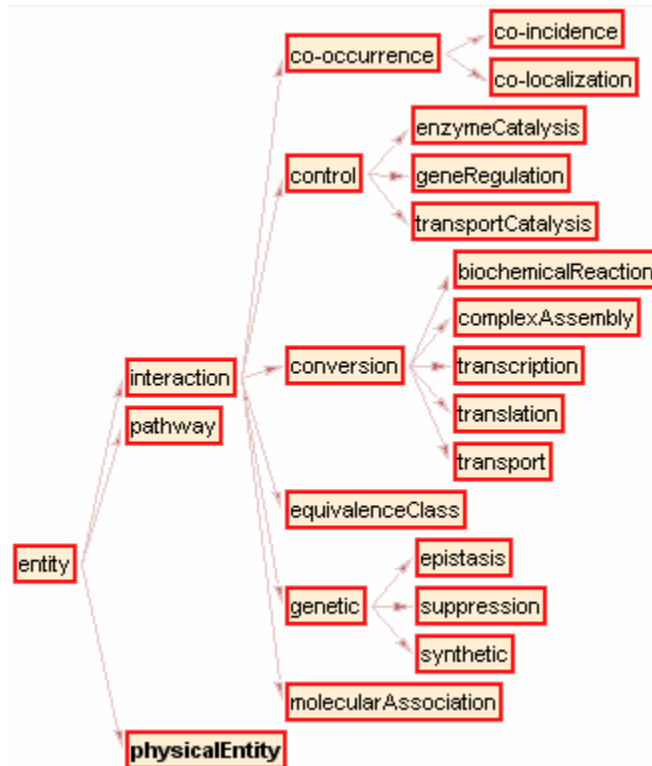 co-incidence
co-occurrence
co-localization
enzymeCatalysis
control
geneRegulation
transportCatalysis
biochemicalReaction
complexAssembly
conversion
transcription
interaction
translation
pathway
transport
equivalenceClass
entity
epistasis
genetic
suppression
synthetic
molecularAssociation
physicalEntity